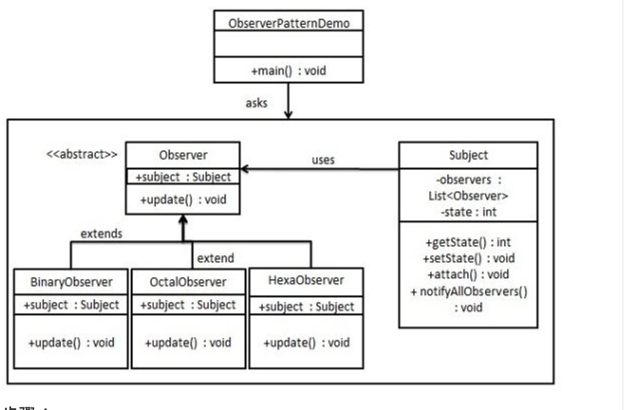 ObserverPatternDemo
+main() : void
asks
<<abstract>>
Observer
+subject : Subject
+update() : void
uses
Subject
-observers :
List<Observer>
-state : int
+getState() : int
+setState() : void
+attach() : void
+ notifyAllObservers()
: void
extends
extend
BinaryObserver
+subject : Subject
+update() : void
OctalObserver
+subject : Subject
+update() : void
HexaObserver
+subject : Subject
+update() : void